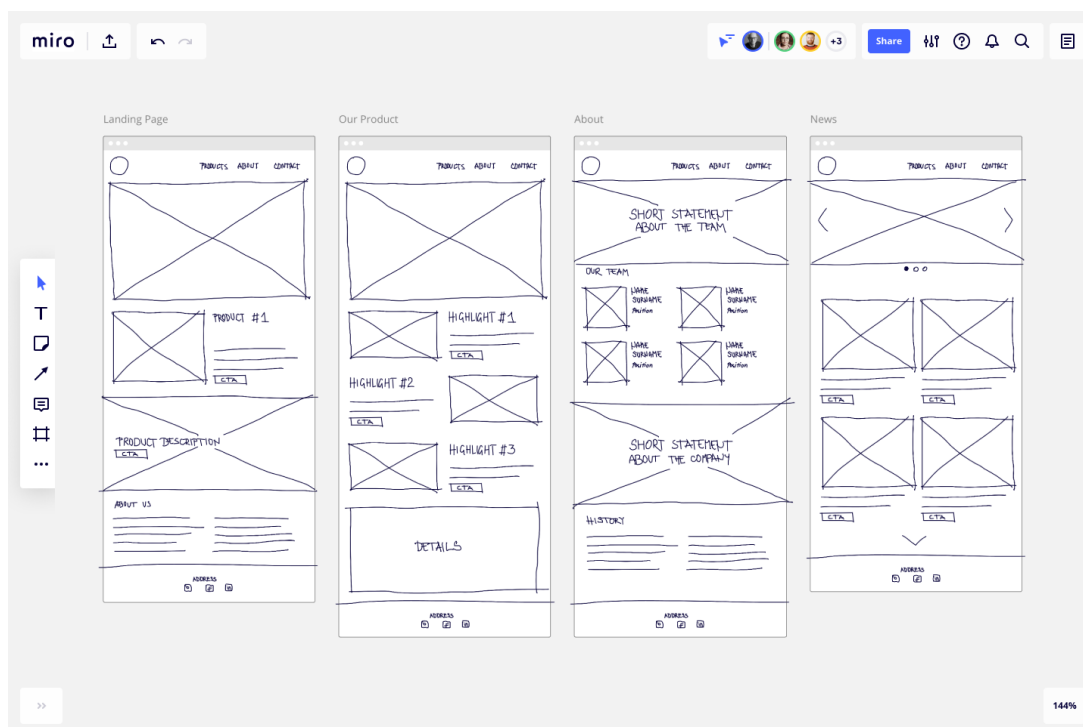 miro
+3
Share
Landing Page
PRODUCTS ABOUT CONTACT
PRODUCT #1
CTA
PRODUCT DESCRIPTION
CTA
ABOUT US
ADDRESS
Our Product
PRODUCTS ABOUT CONTACT
HIGHLIGHT #1
CTA
HIGHLIGHT #2
CTA
HIGHLIGHT #3
CTA
DETAILS
ADDRESS
About
PRODUCTS ABOUT CONTACT
SHORT STATEMENT
ABOUT THE TEAM
OUR TEAM
NAME
SURNAME
Position
NAME
SURNAME
Position
NAME
SURNAME
Position
NAME
SURNAME
Position
SHORT STATEMENT
ABOUT THE COMPANY
HISTORY
ADDRESS
News
PRODUCTS ABOUT CONTACT
CTA
CTA
CTA
CTA
ADDRESS
144%